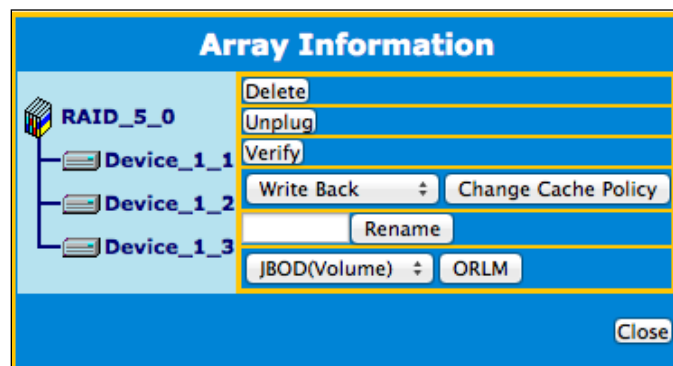 Array Information
RAID_5_0
Device_1_1
Device_1_2
Device_1_3
Delete
Unplug
Verify
Write Back Change Cache Policy
Rename
JBOD(Volume) ORLM
Close